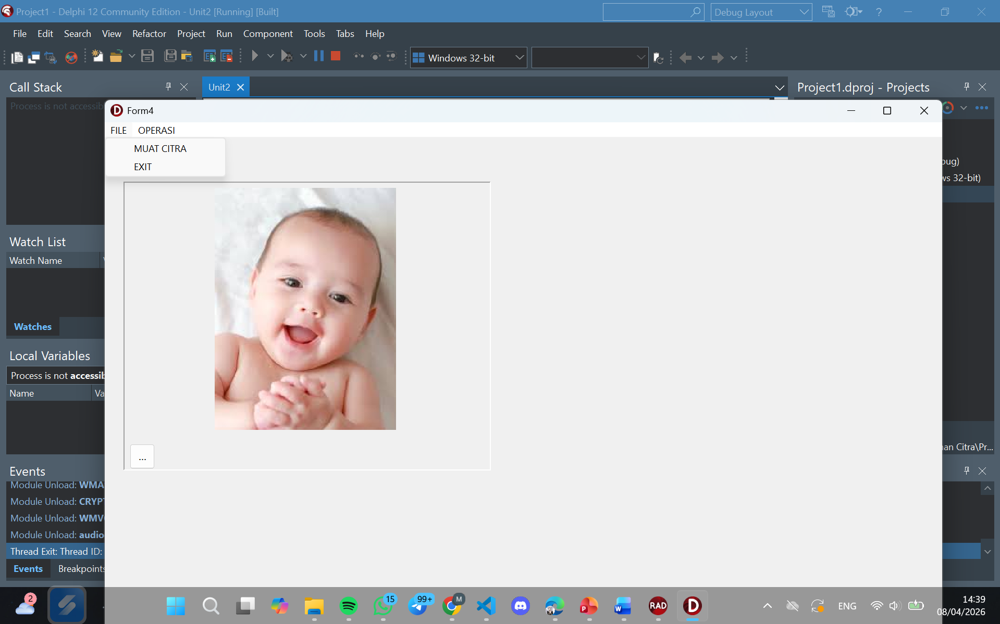 Project1 - Delphi 12 Community Edition - Unit2 [Running] [Built]
Debug Layout
?
File Edit Search View Refactor Project Run Component Tools Tabs Help
Windows 32-bit
Call Stack
Unit2
Project1.dproj - Projects
Process is not accessib
Form4
FILE OPERASI
MUAT CITRA
EXIT
bug)
ws 32-bit)
Watch List
Watch Name
Watches
Local Variables
Process is not accessib
Name Va
...
nan Citra\Pr...
Events
Module Unload: WMA
Module Unload: CRYPT
Module Unload: WMV
Module Unload: audio
Thread Exit: Thread ID:
Events Breakpoints
2
15
99+
M
RAD
D
ENG
14:39
08/04/2026